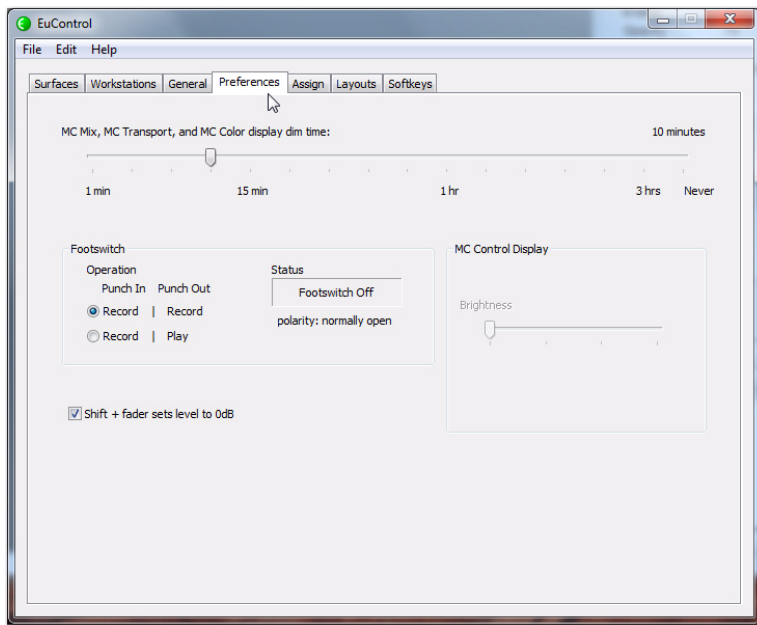 EuControl
File Edit Help
Surfaces Workstations General Preferences Assign Layouts Softkeys
MC Mix, MC Transport, and MC Color display dim time: 10 minutes
1 min 15 min 1 hr 3 hrs Never
Footswitch
Operation
Punch In Punch Out
Record | Record
Record | Play
Status
Footswitch Off
polarity: normally open
MC Control Display
Brightness
Shift + fader sets level to 0dB